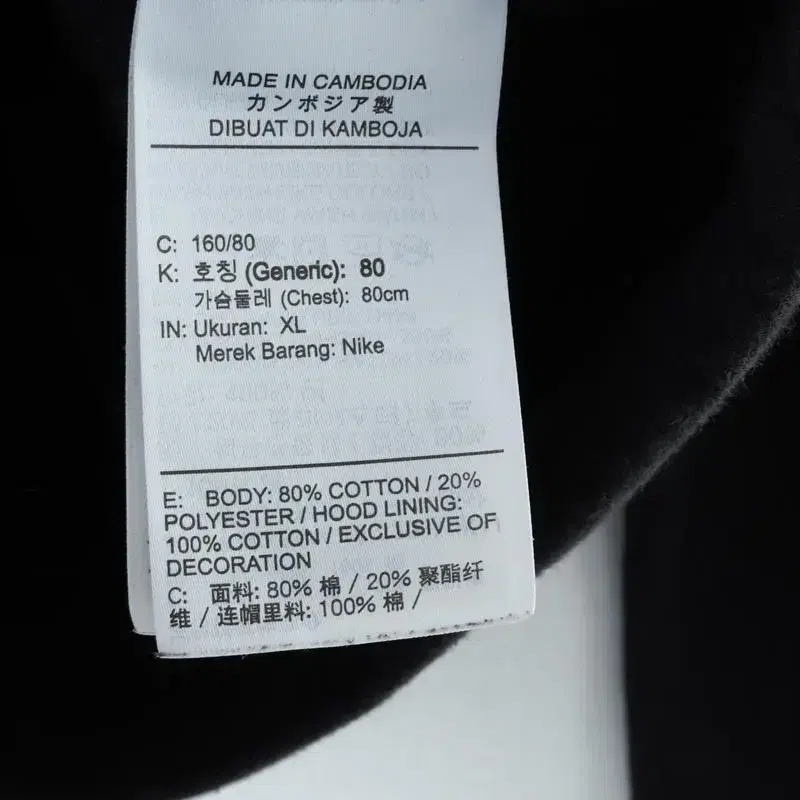 MADE IN CAMBODIA
カンボジア製
DIBUAT DI KAMBOJA
C: 160/80
K: 호칭 (Generic): 80
가슴둘레 (Chest): 80cm
IN: Ukuran: XL
Merek Barang: Nike
E: BODY: 80% COTTON / 20%
POLYESTER / HOOD LINING:
100% COTTON / EXCLUSIVE OF
DECORATION
C: 面料: 80% 棉 / 20% 聚酯纤
维 / 连帽里料: 100% 棉 /